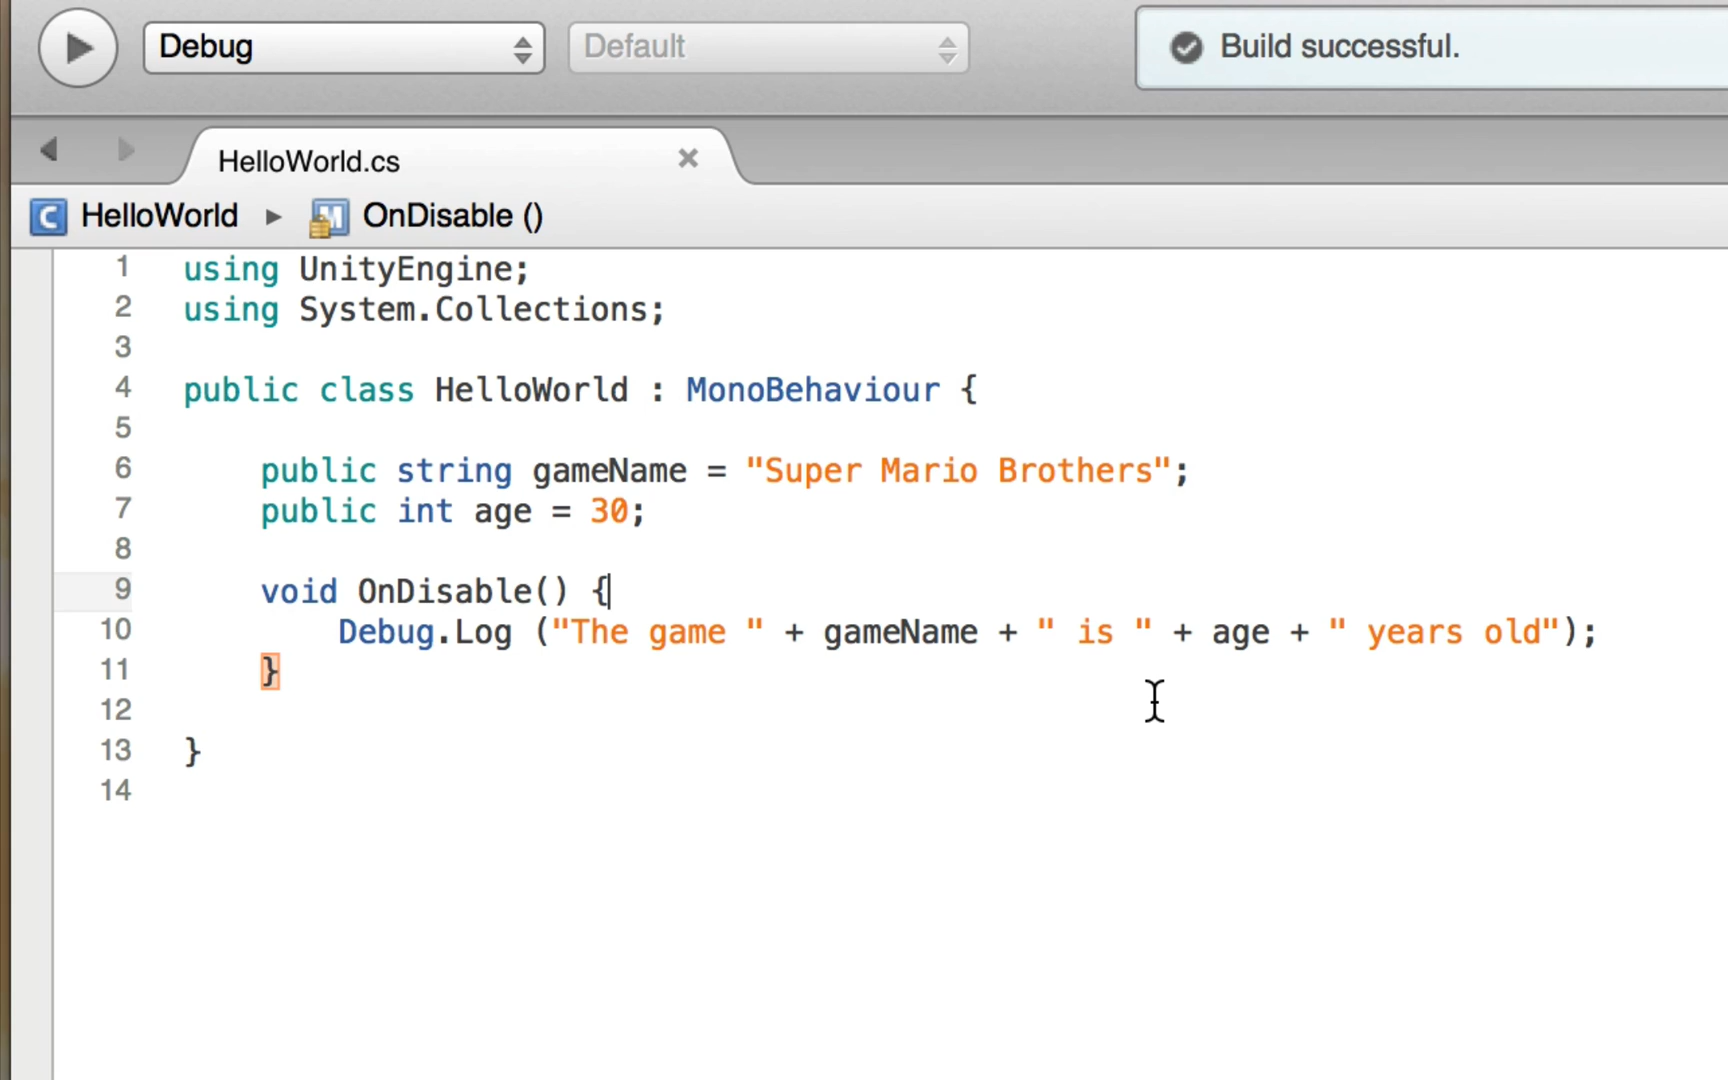 Debug Default Build successful.
HelloWorld.cs
HelloWorld OnDisable ()
1 using UnityEngine;
2 using System.Collections;
3
4 public class HelloWorld : MonoBehaviour {
5
6 public string gameName = "Super Mario Brothers";
7 public int age = 30;
8
9 void OnDisable() {
10 Debug.Log ("The game " + gameName + " is " + age + " years old");
11 }
12
13 }
14